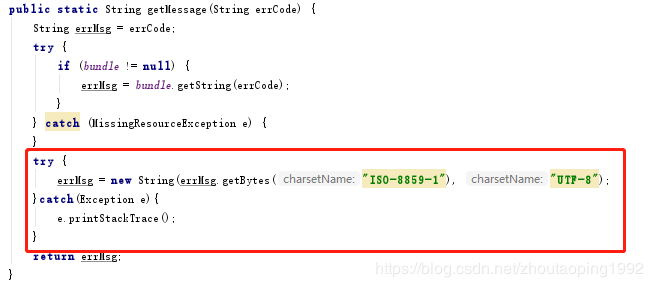 public static String getMessage(String errCode) {
    String errMsg = errCode;
    try {
        if (bundle != null) {
            errMsg = bundle.getString(errCode);
        }
    } catch (MissingResourceException e) {
    }
    try {
        errMsg = new String(errMsg.getBytes( charsetName: "ISO-8859-1"), charsetName: "UTF-8");
    }catch(Exception e){
        e.printStackTrace();
    }
    return errMsg;
}
https://blog.csdn.net/zhoutaoping1992